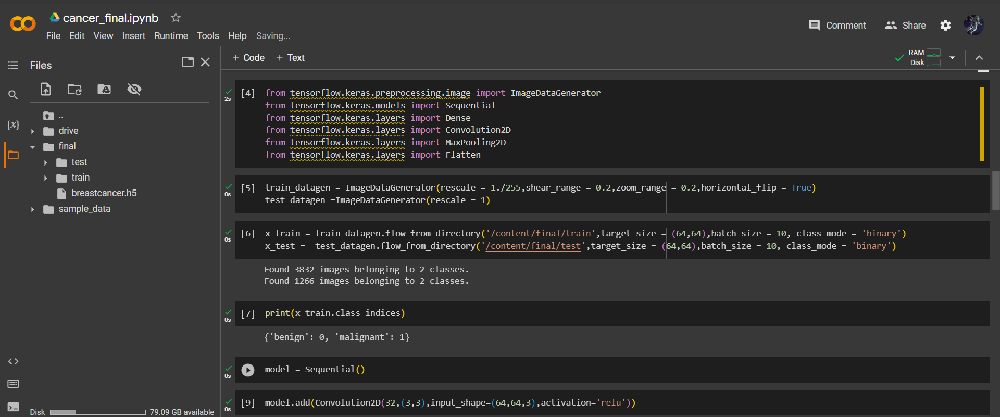 cancer_final.ipynb
File Edit View Insert Runtime Tools Help Saving...
Comment Share
Files
+ Code + Text
RAM
Disk
..
drive
final
test
train
breastcancer.h5
sample_data
{x}
Disk 79.09 GB available
2s
[4] from tensorflow.keras.preprocessing.image import ImageDataGenerator
from tensorflow.keras.models import Sequential
from tensorflow.keras.layers import Dense
from tensorflow.keras.layers import Convolution2D
from tensorflow.keras.layers import MaxPooling2D
from tensorflow.keras.layers import Flatten
0s
[5] train_datagen = ImageDataGenerator(rescale = 1./255,shear_range = 0.2,zoom_range = 0.2,horizontal_flip = True)
test_datagen =ImageDataGenerator(rescale = 1)
0s
[6] x_train = train_datagen.flow_from_directory('/content/final/train',target_size = (64,64),batch_size = 10, class_mode = 'binary')
x_test =  test_datagen.flow_from_directory('/content/final/test',target_size = (64,64),batch_size = 10, class_mode = 'binary')
Found 3832 images belonging to 2 classes.
Found 1266 images belonging to 2 classes.
0s
[7] print(x_train.class_indices)
{'benign': 0, 'malignant': 1}
0s
model = Sequential()
0s
[9] model.add(Convolution2D(32,(3,3),input_shape=(64,64,3),activation='relu'))